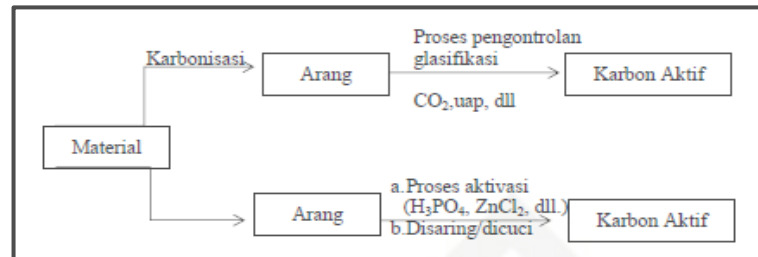 Karbonisasi
Arang
Proses pengontrolan
glasifikasi
CO₂,uap, dll
Karbon Aktif
Material
Arang
a.Proses aktivasi
(H₃PO₄, ZnCl₂, dll.)
b.Disaring/dicuci
Karbon Aktif